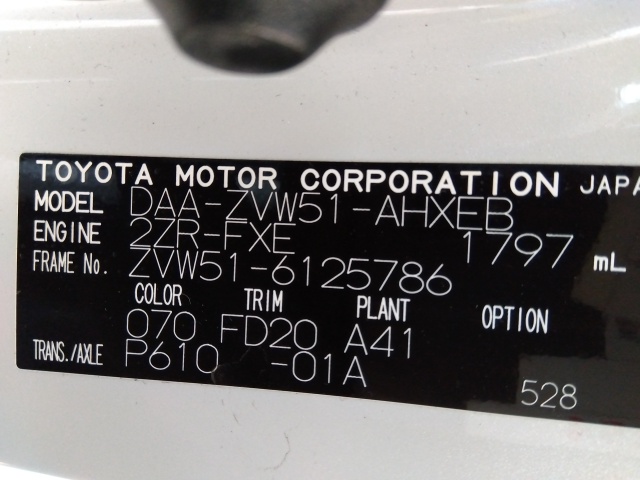 TOYOTA MOTOR CORPORATION JAPA
MODEL DAA-ZVW51-AHXEB
ENGINE 2ZR-FXE 1797 mL
FRAME No. ZVW51-6125786
COLOR TRIM PLANT OPTION
070 FD20 A41
TRANS./AXLE P610 -01A
528